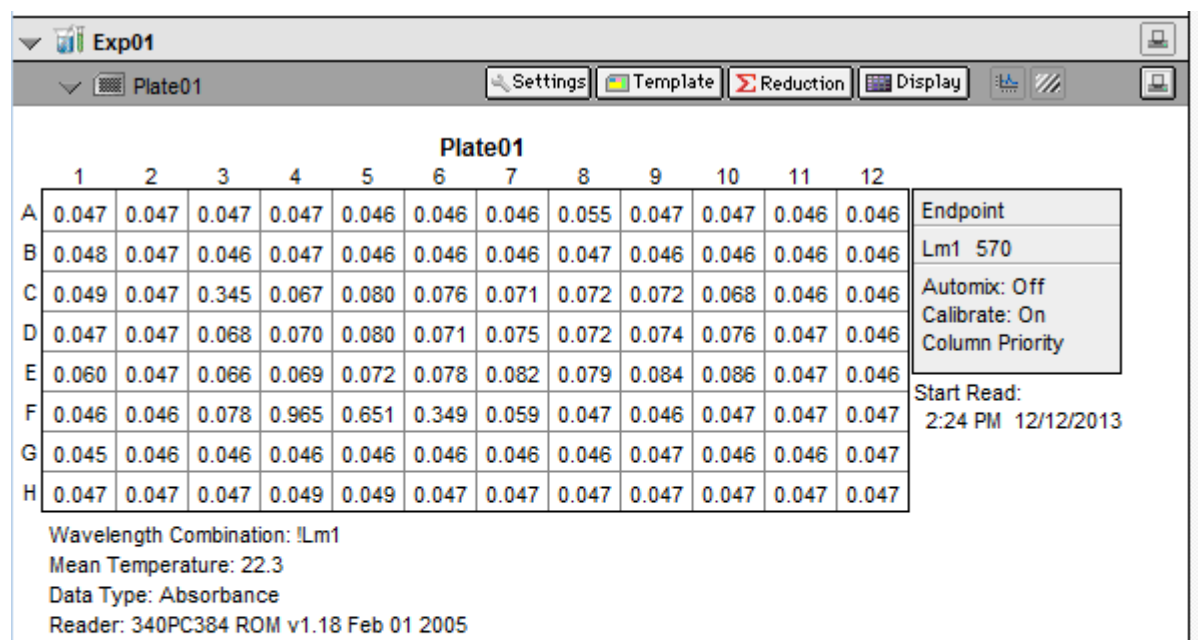 Exp01
Plate01 Settings Template Reduction Display
Plate01
1 2 3 4 5 6 7 8 9 10 11 12
A 0.047 0.047 0.047 0.047 0.046 0.046 0.046 0.055 0.047 0.047 0.046 0.046
B 0.048 0.047 0.046 0.047 0.046 0.046 0.046 0.047 0.046 0.046 0.046 0.046
C 0.049 0.047 0.345 0.067 0.080 0.076 0.071 0.072 0.072 0.068 0.046 0.046
D 0.047 0.047 0.068 0.070 0.080 0.071 0.075 0.072 0.074 0.076 0.047 0.046
E 0.060 0.047 0.066 0.069 0.072 0.078 0.082 0.079 0.084 0.086 0.047 0.046
F 0.046 0.046 0.078 0.965 0.651 0.349 0.059 0.047 0.046 0.047 0.047 0.047
G 0.045 0.046 0.046 0.046 0.046 0.046 0.046 0.046 0.047 0.046 0.046 0.047
H 0.047 0.047 0.047 0.049 0.049 0.047 0.047 0.047 0.047 0.047 0.047 0.047
Endpoint
Lm1 570
Automix: Off
Calibrate: On
Column Priority
Start Read:
2:24 PM 12/12/2013
Wavelength Combination: !Lm1
Mean Temperature: 22.3
Data Type: Absorbance
Reader: 340PC384 ROM v1.18 Feb 01 2005